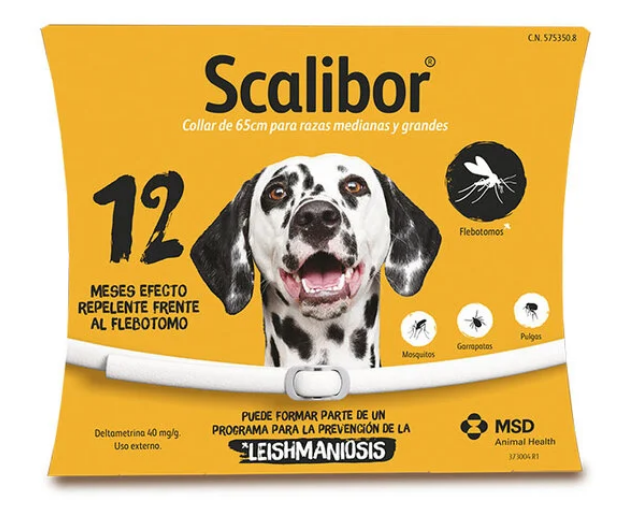 C.N. 575350.8
Scalibor®
Collar de 65cm para razas medianas y grandes
12
MESES EFECTO
REPELENTE FRENTE
AL FLEBOTOMO
Flebotomos*
Mosquitos
Garrapatas
Pulgas
Deltametrina 40 mg/g.
Uso externo.
PUEDE FORMAR PARTE DE UN
PROGRAMA PARA LA PREVENCIÓN DE LA
*LEISHMANIOSIS
MSD
Animal Health
373004 R1